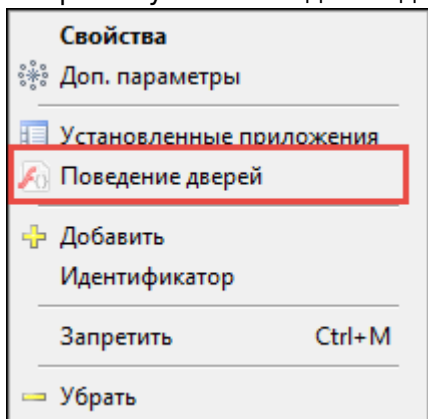 Свойства
Доп. параметры
Установленные приложения
Поведение дверей
Добавить
Идентификатор
Запретить Ctrl+M
Убрать